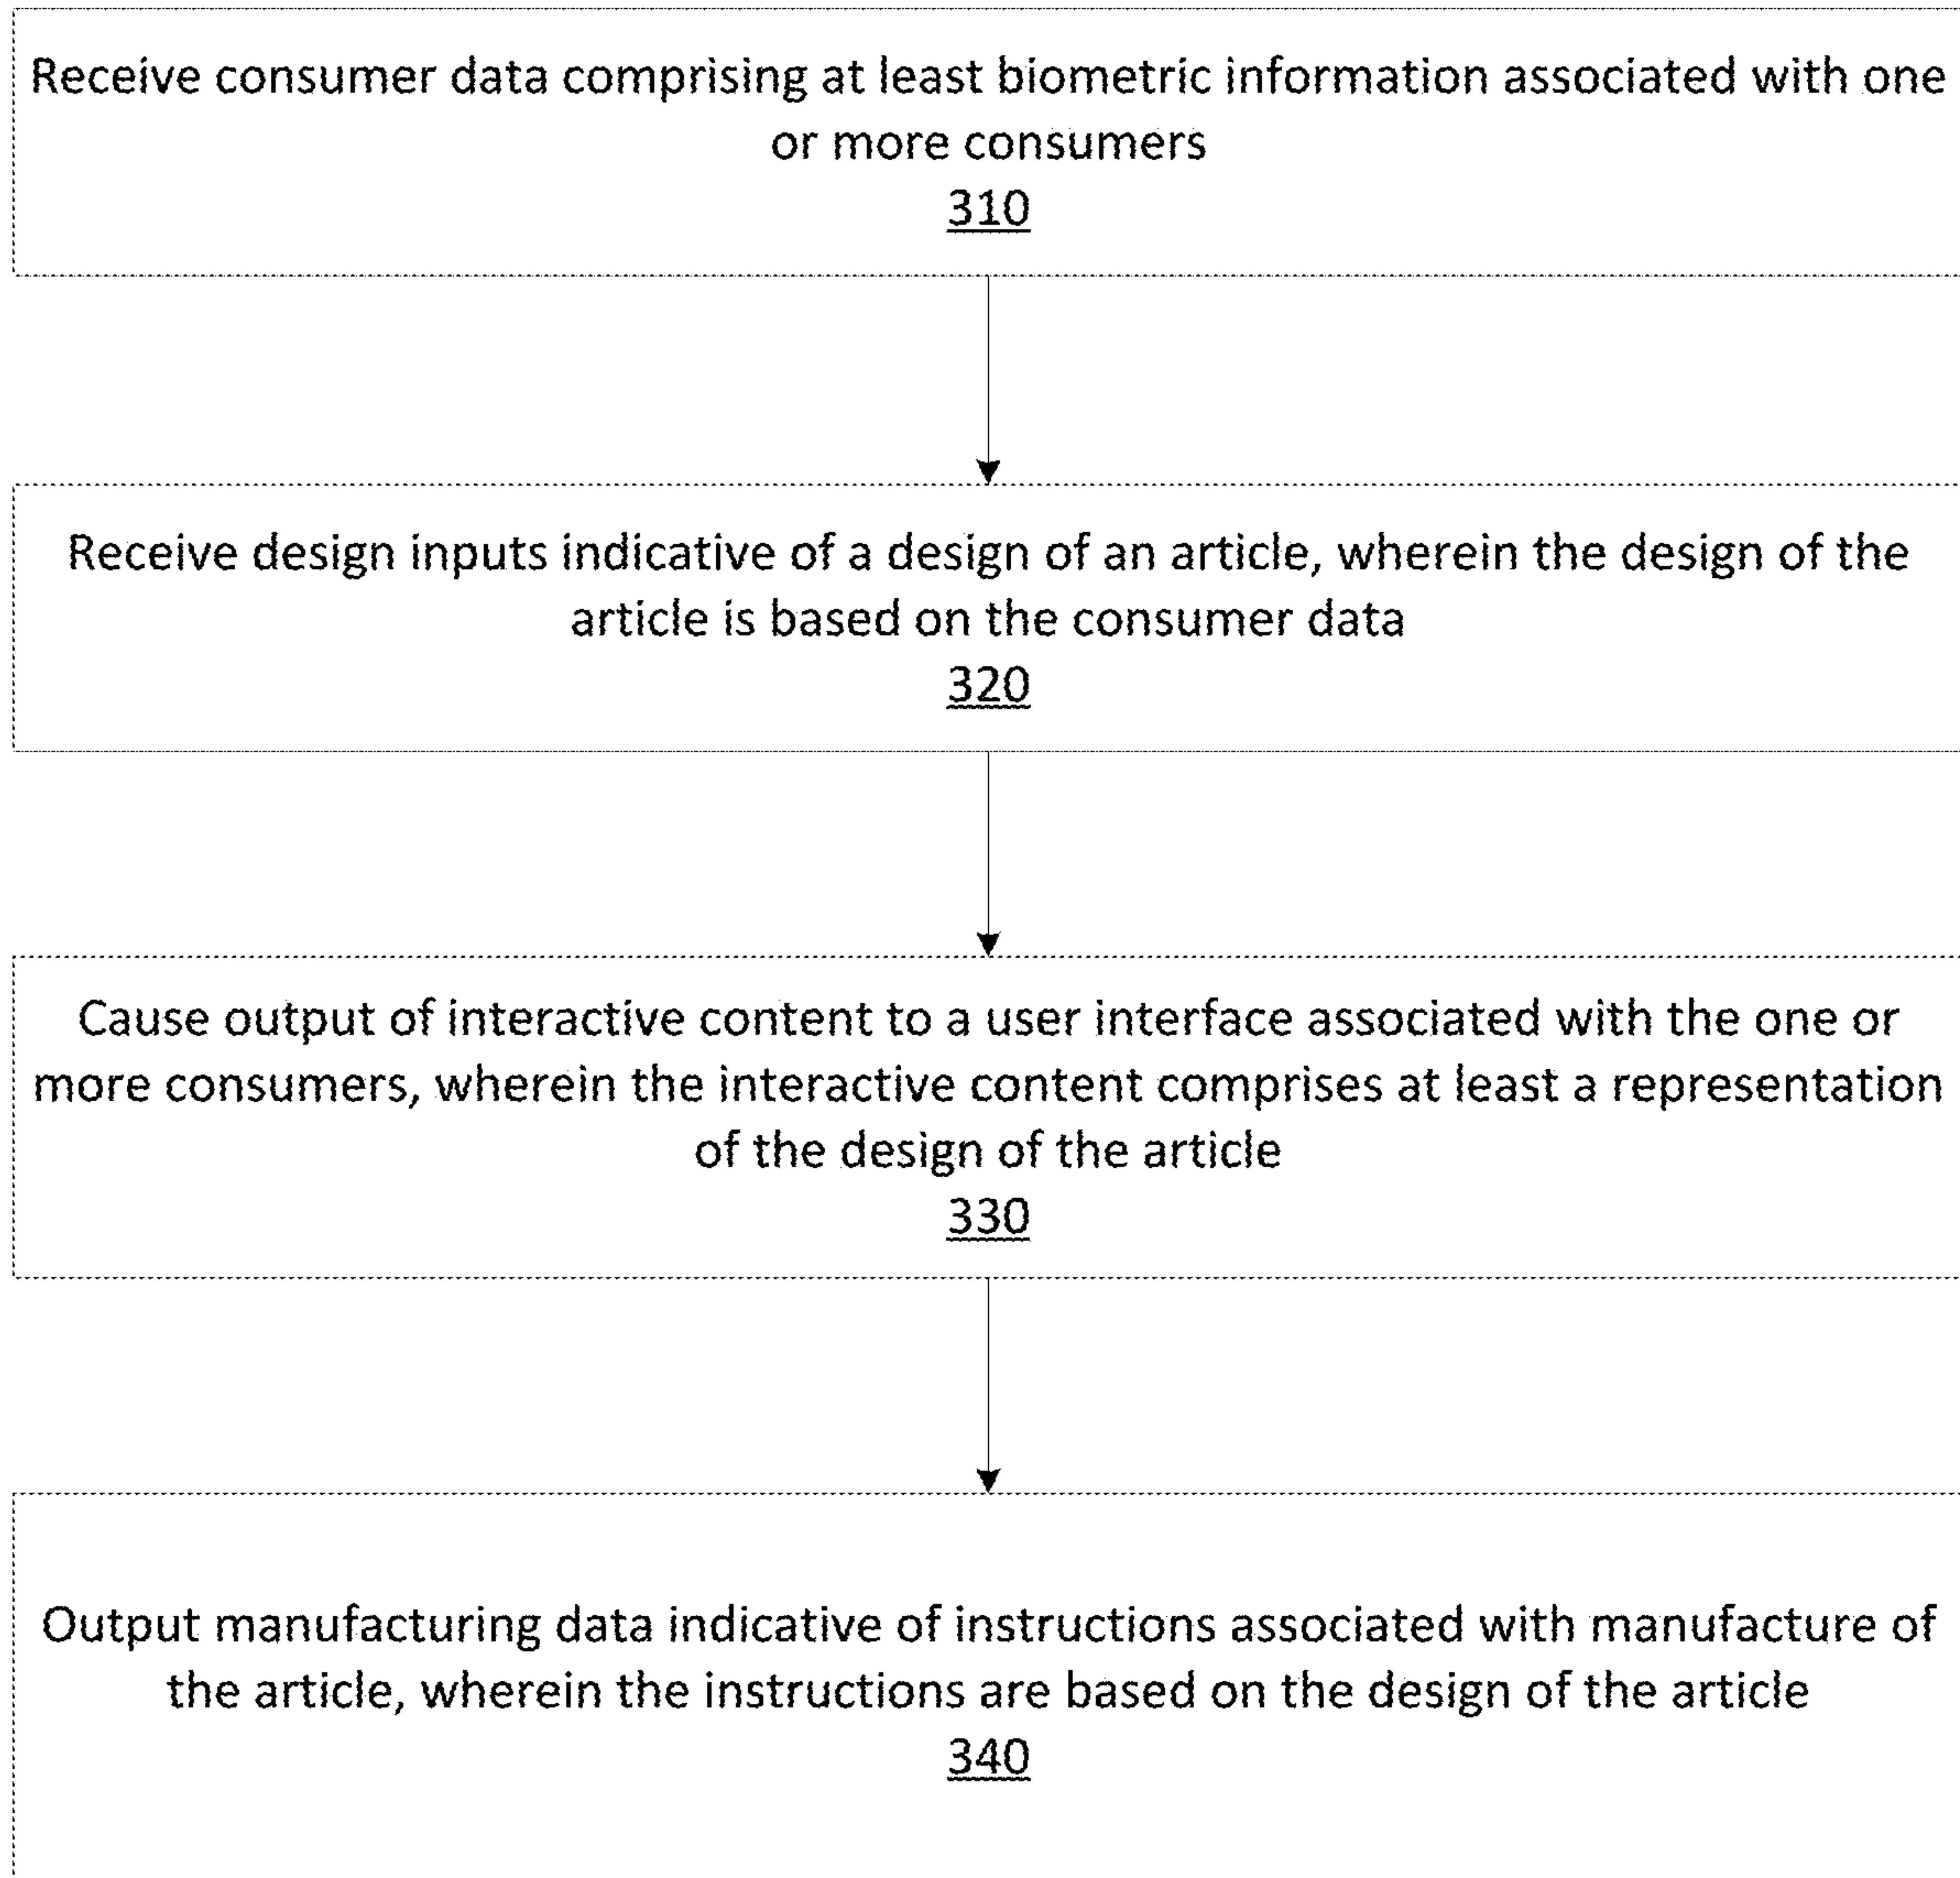 Receive consumer data comprising at least biometric information associated with one
or more consumers
310
Receive design inputs indicative of a design of an article, wherein the design of the
article is based on the consumer data
320
Cause output of interactive content to a user interface associated with the one or
more consumers, wherein the interactive content comprises at least a representation
of the design of the article
330
Output manufacturing data indicative of instructions associated with manufacture of
the article, wherein the instructions are based on the design of the article
340